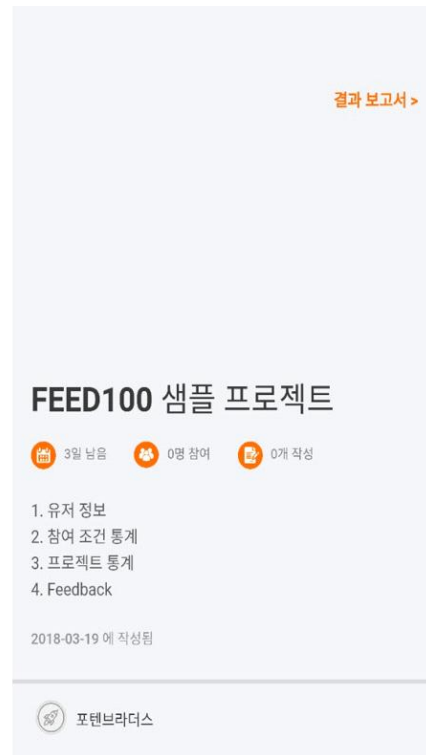 결과 보고서 >
FEED100 샘플 프로젝트
3일 남음 0명 참여 0개 작성
1. 유저 정보
2. 참여 조건 통계
3. 프로젝트 통계
4. Feedback
2018-03-19 에 작성됨
포텐브라더스